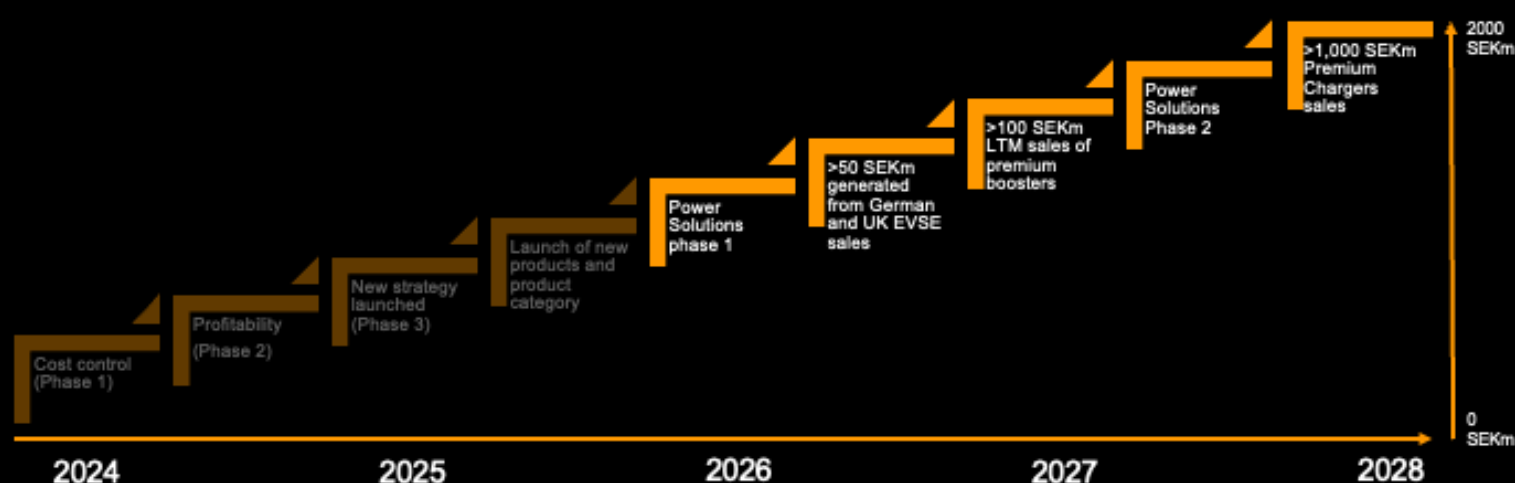 Cost control
(Phase 1)
Profitability
(Phase 2)
New strategy
launched
(Phase 3)
Launch of new
products and
product
category
Power
Solutions
phase 1
>50 SEKm
generated
from German
and UK EVSE
sales
>100 SEKm
LTM sales of
premium
boosters
Power
Solutions
Phase 2
>1,000 SEKm
Premium
Chargers
sales
2000
SEKm
0
SEKm
2024
2025
2026
2027
2028